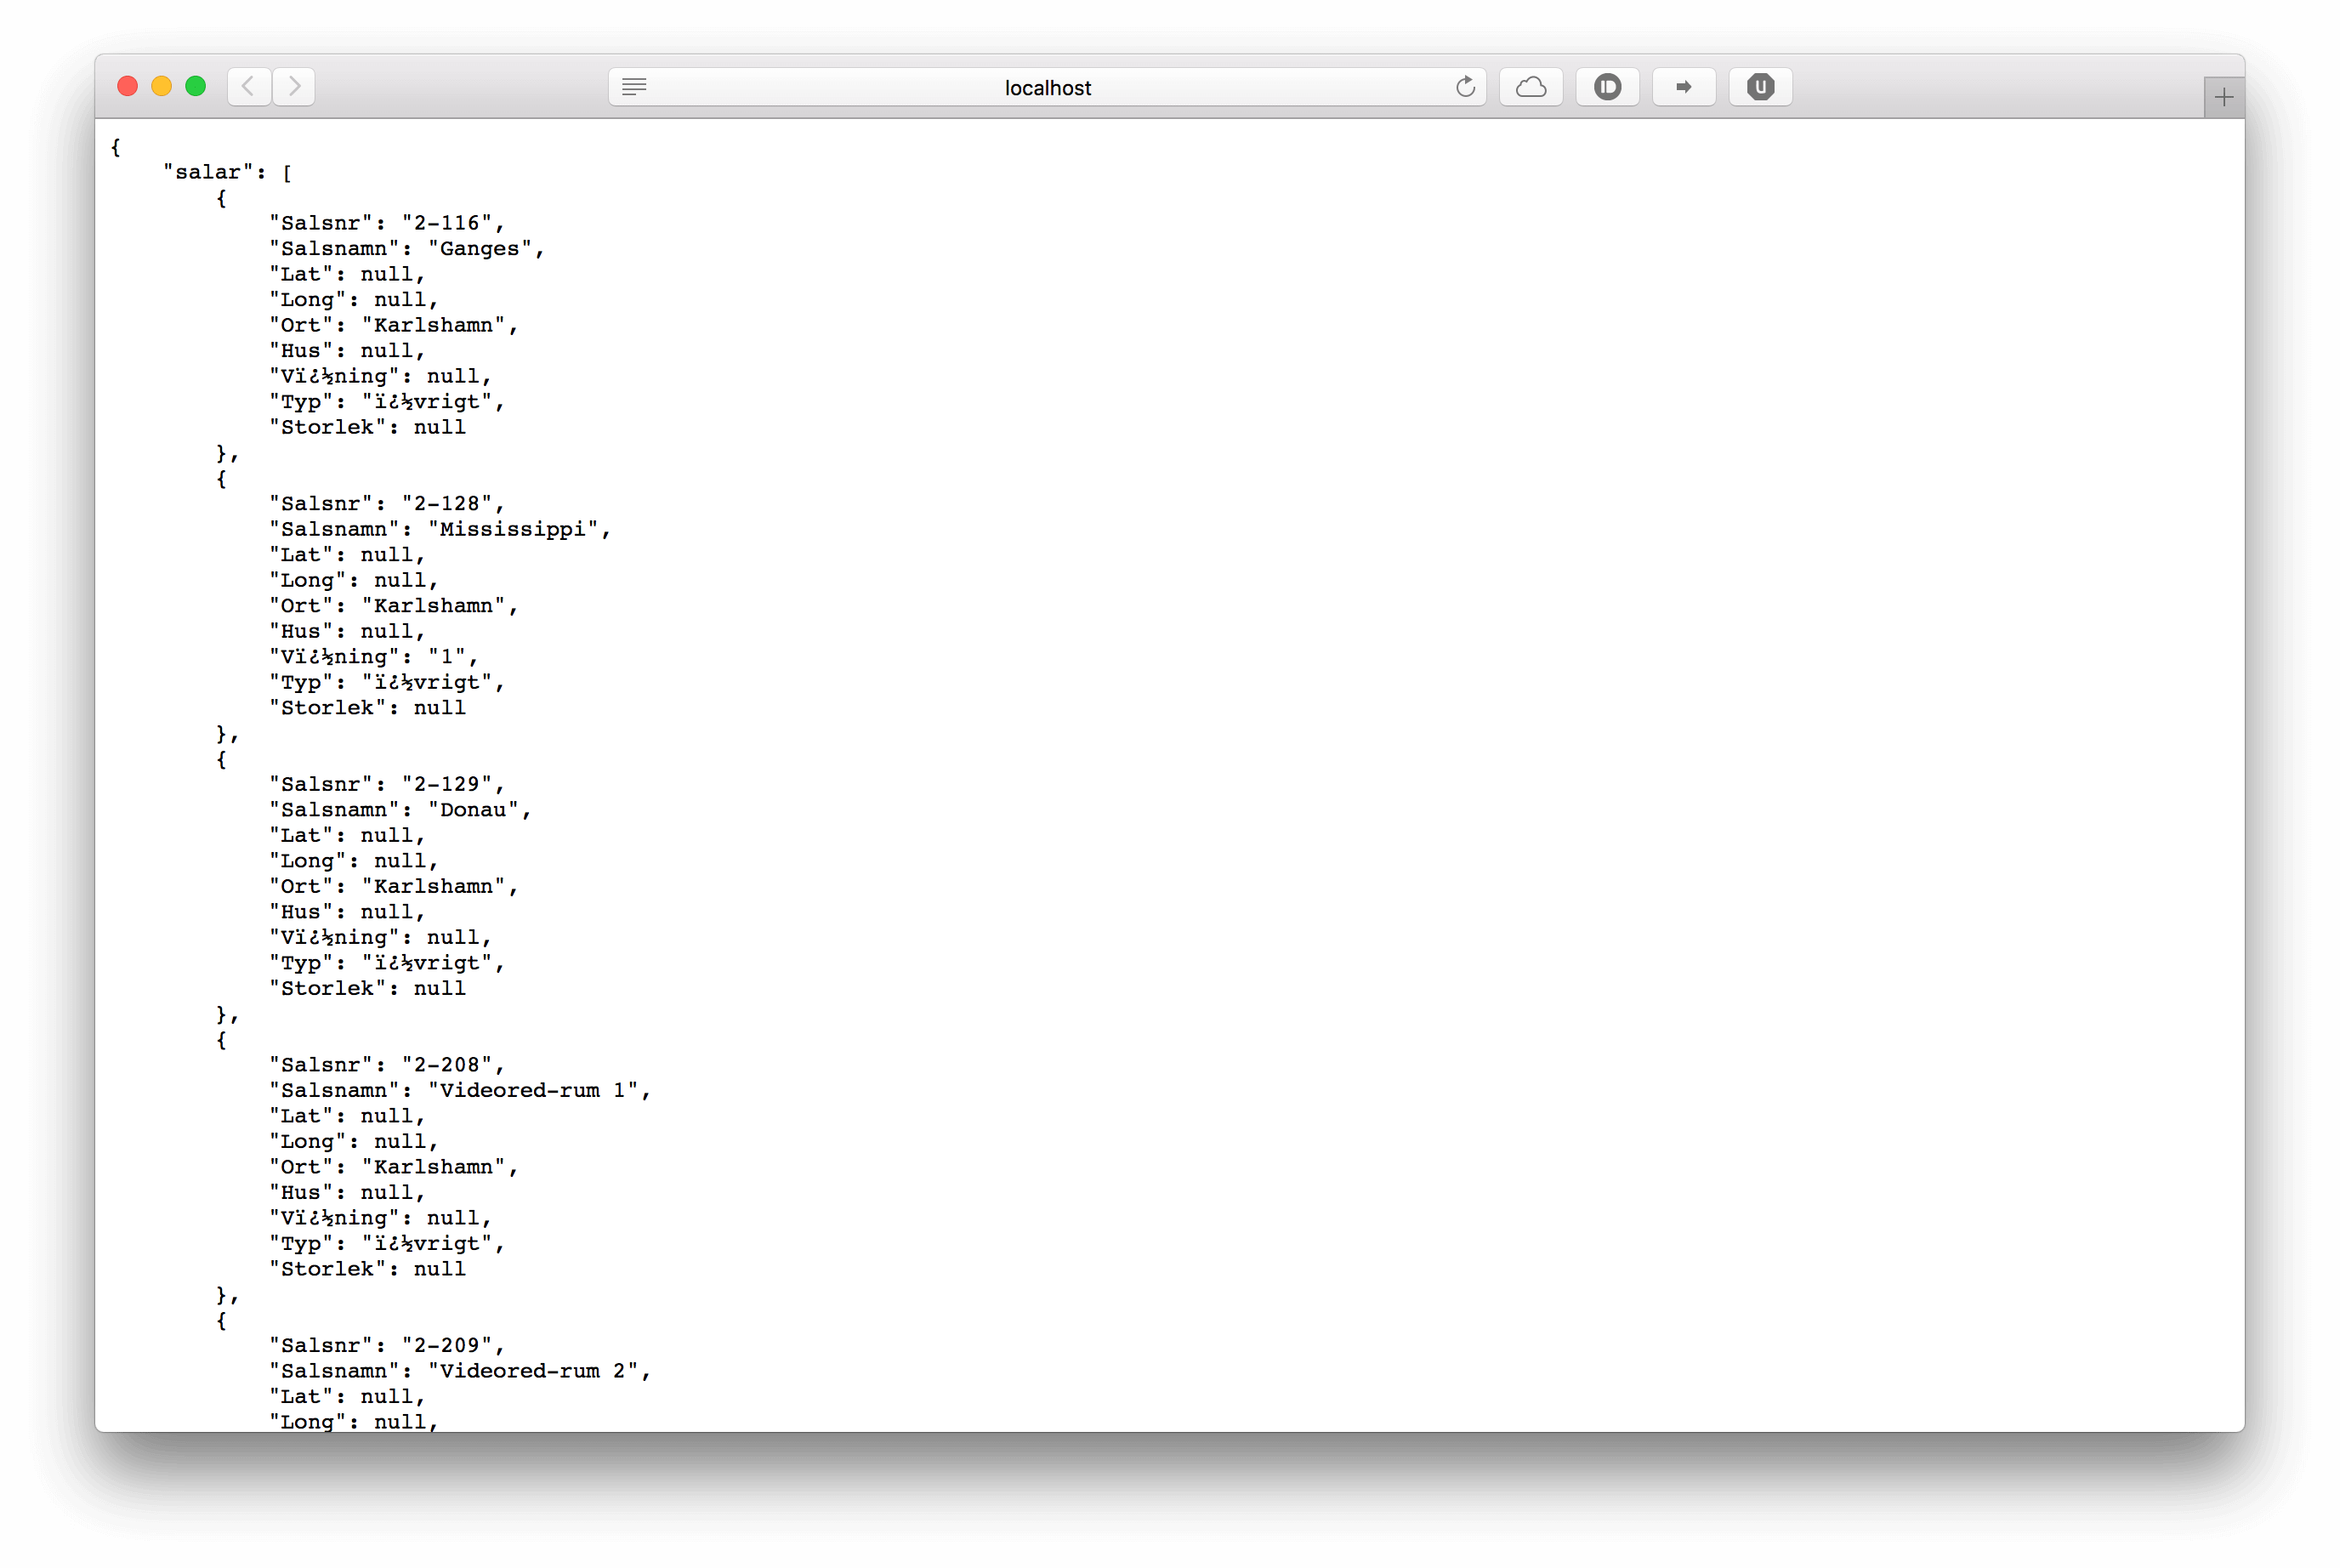 localhost
{
    "salar": [
        {
            "Salsnr": "2-116",
            "Salsnamn": "Ganges",
            "Lat": null,
            "Long": null,
            "Ort": "Karlshamn",
            "Hus": null,
            "Vï¿½ning": null,
            "Typ": "ï¿½vrigt",
            "Storlek": null
        },
        {
            "Salsnr": "2-128",
            "Salsnamn": "Mississippi",
            "Lat": null,
            "Long": null,
            "Ort": "Karlshamn",
            "Hus": null,
            "Vï¿½ning": "1",
            "Typ": "ï¿½vrigt",
            "Storlek": null
        },
        {
            "Salsnr": "2-129",
            "Salsnamn": "Donau",
            "Lat": null,
            "Long": null,
            "Ort": "Karlshamn",
            "Hus": null,
            "Vï¿½ning": null,
            "Typ": "ï¿½vrigt",
            "Storlek": null
        },
        {
            "Salsnr": "2-208",
            "Salsnamn": "Videored-rum 1",
            "Lat": null,
            "Long": null,
            "Ort": "Karlshamn",
            "Hus": null,
            "Vï¿½ning": null,
            "Typ": "ï¿½vrigt",
            "Storlek": null
        },
        {
            "Salsnr": "2-209",
            "Salsnamn": "Videored-rum 2",
            "Lat": null,
            "Long": null,